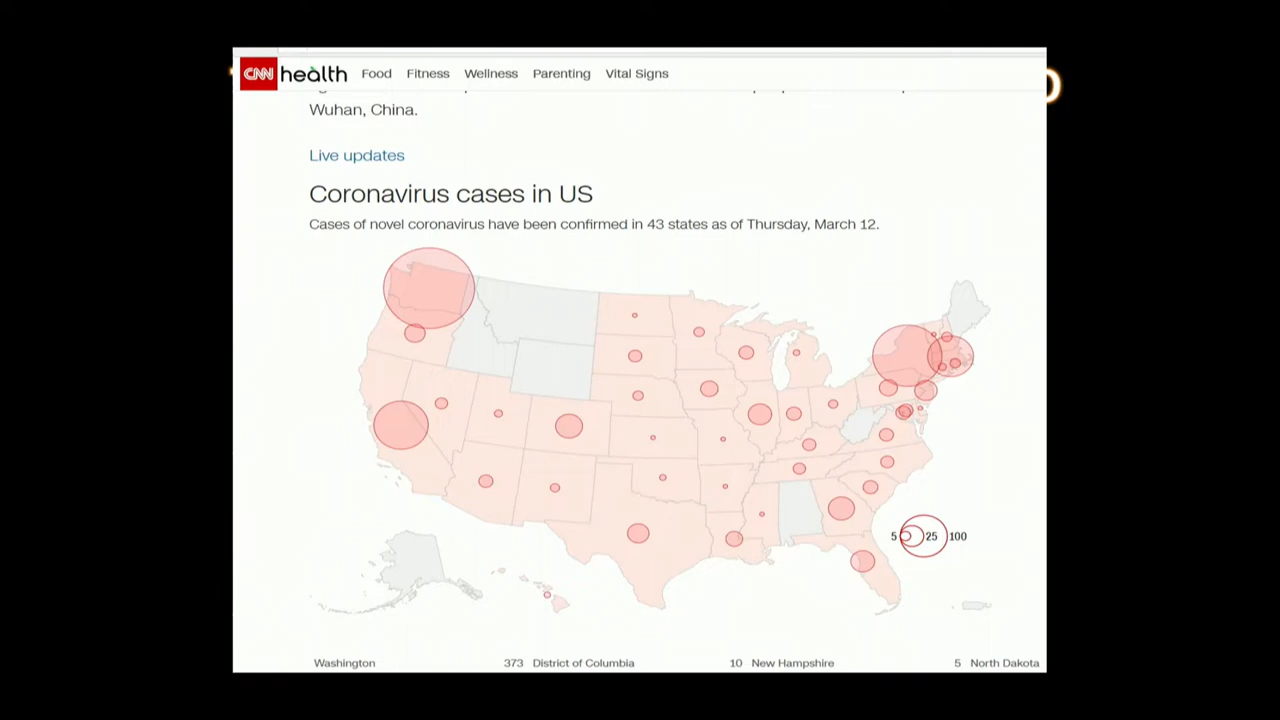 CNN health Food Fitness Wellness Parenting Vital Signs
Wuhan, China.
Live updates
Coronavirus cases in US
Cases of novel coronavirus have been confirmed in 43 states as of Thursday, March 12.
5 25 100
Washington 373 District of Columbia 10 New Hampshire 5 North Dakota